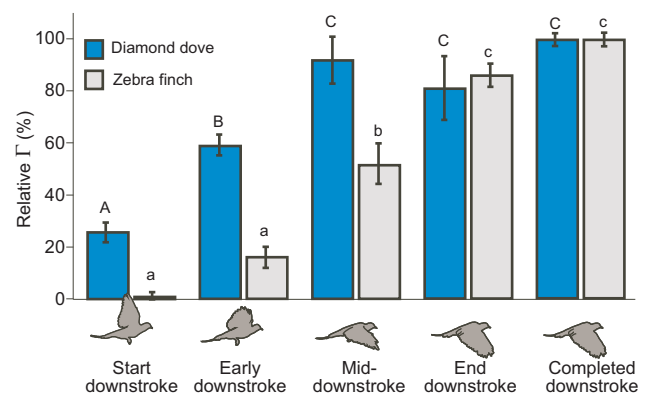 Relative Γ (%)
100
80
60
40
20
0
Diamond dove
Zebra finch
A
a
B
a
C
b
C
c
C
c
Start
downstroke
Early
downstroke
Mid-
downstroke
End
downstroke
Completed
downstroke